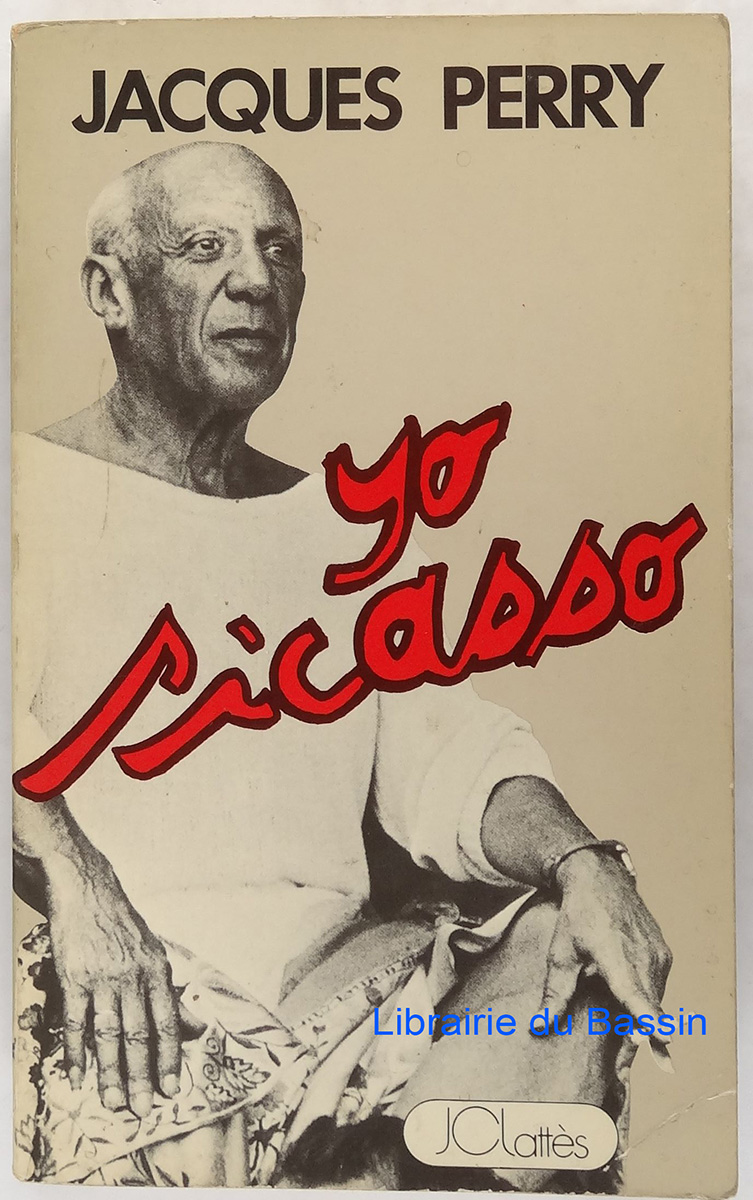 JACQUES PERRY
yo
Picasso
Librairie du Bassin
JClattès